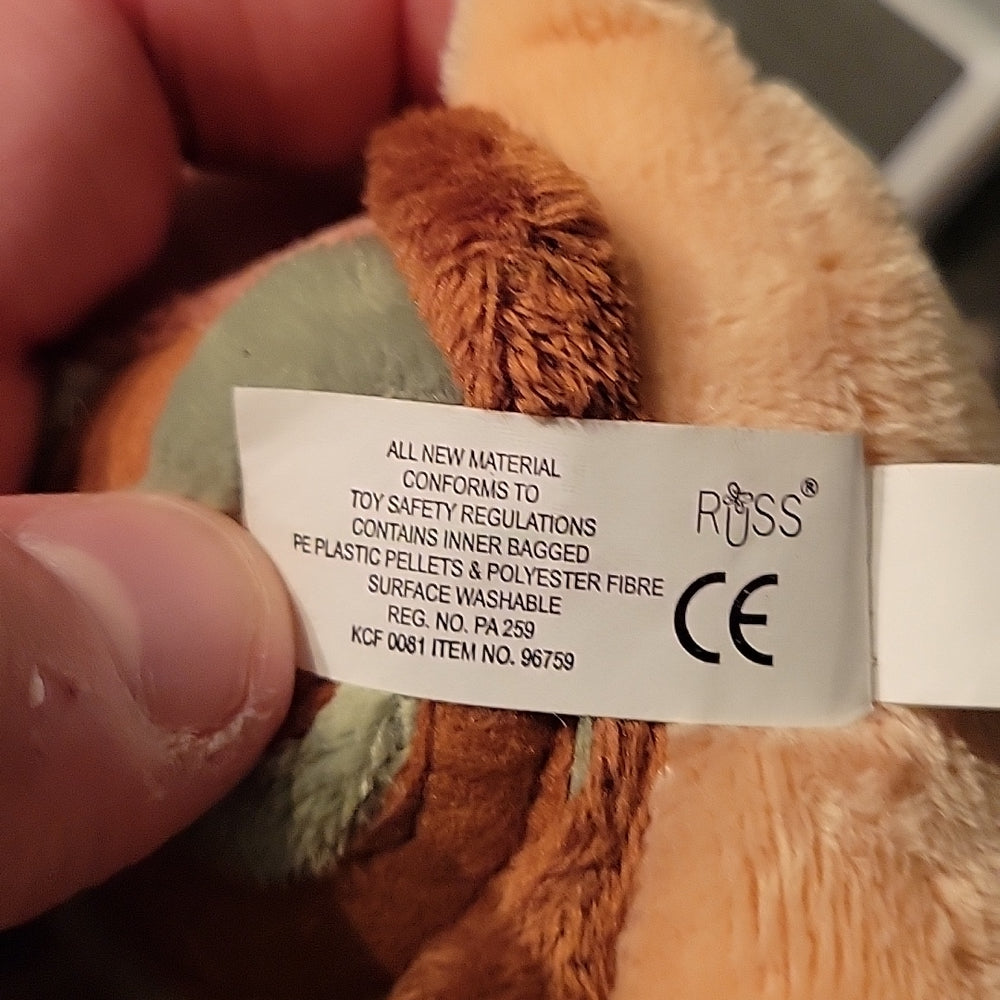 ALL NEW MATERIAL
CONFORMS TO
TOY SAFETY REGULATIONS
CONTAINS INNER BAGGED
PE PLASTIC PELLETS & POLYESTER FIBRE
SURFACE WASHABLE
REG. NO. PA 259
KCF 0081 ITEM NO. 96759
RUSS®
CE